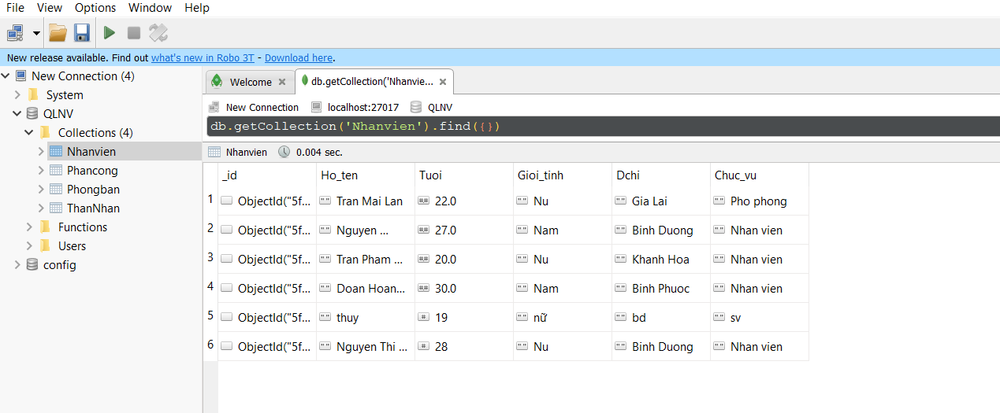 File View Options Window Help
New release available. Find out what's new in Robo 3T - Download here.
New Connection (4)
System
QLNV
Collections (4)
Nhanvien
Phancong
Phongban
ThanNhan
Functions
Users
config
Welcome
db.getCollection('Nhanvie...
New Connection localhost:27017 QLNV
db.getCollection('Nhanvien').find({})
Nhanvien 0.004 sec.
_id Ho_ten Tuoi Gioi_tinh Dchi Chuc_vu
1 ObjectId("5f... "" Tran Mai Lan #.# 22.0 "" Nu "" Gia Lai "" Pho phong
2 ObjectId("5f... "" Nguyen ... #.# 27.0 "" Nam "" Binh Duong "" Nhan vien
3 ObjectId("5f... "" Tran Pham ... #.# 20.0 "" Nu "" Khanh Hoa "" Nhan vien
4 ObjectId("5f... "" Doan Hoan... #.# 30.0 "" Nam "" Binh Phuoc "" Nhan vien
5 ObjectId("5f... "" thuy # 19 "" nữ "" bd "" sv
6 ObjectId("5f... "" Nguyen Thi ... # 28 "" Nu "" Binh Duong "" Nhan vien